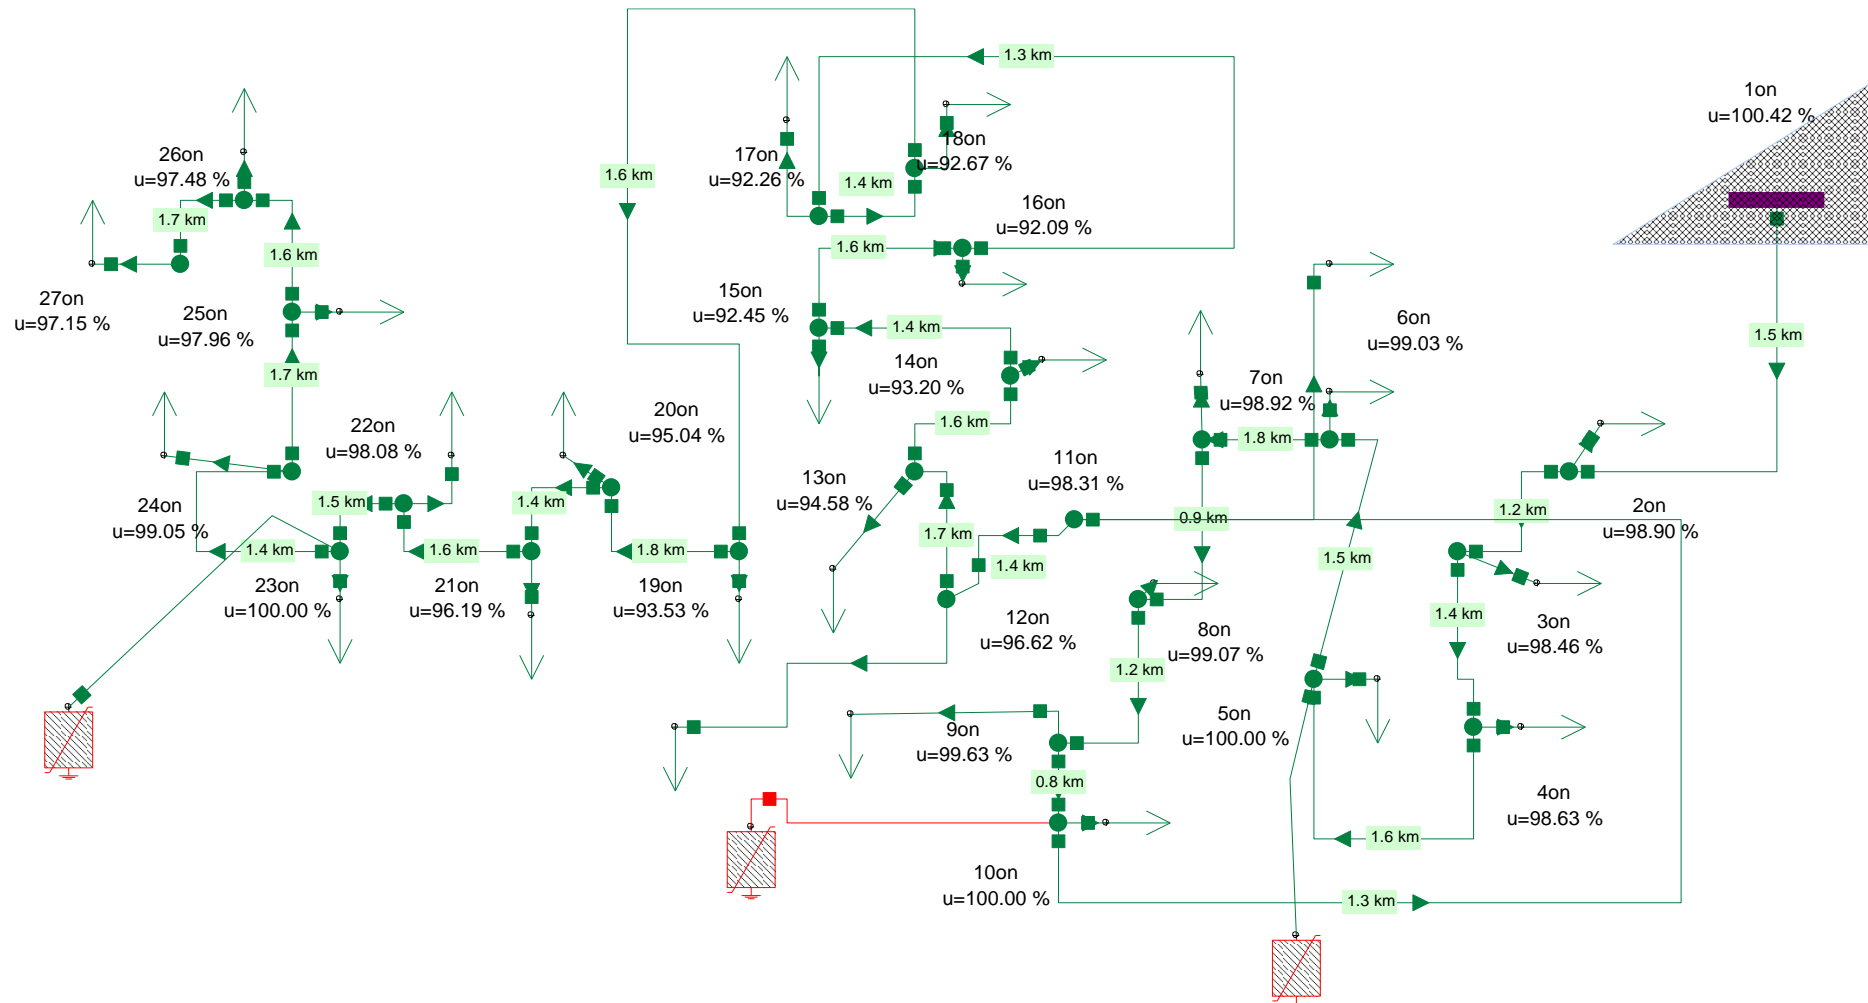 1.3 km
1on
u=100.42 %
26on
u=97.48 %
17on
u=92.26 %
18on
u=92.67 %
1.6 km
1.4 km
1.7 km
16on
u=92.09 %
1.6 km
1.6 km
27on
u=97.15 %
25on
u=97.96 %
15on
u=92.45 %
1.4 km
6on
u=99.03 %
1.5 km
1.7 km
14on
u=93.20 %
7on
u=98.92 %
22on
u=98.08 %
20on
u=95.04 %
1.6 km
1.8 km
13on
u=94.58 %
11on
u=98.31 %
24on
u=99.05 %
1.5 km
1.4 km
0.9 km
1.2 km
2on
u=98.90 %
1.4 km
1.6 km
1.8 km
1.7 km
1.4 km
1.5 km
23on
u=100.00 %
21on
u=96.19 %
19on
u=93.53 %
12on
u=96.62 %
8on
u=99.07 %
1.4 km
3on
u=98.46 %
1.2 km
9on
u=99.63 %
5on
u=100.00 %
0.8 km
4on
u=98.63 %
1.6 km
10on
u=100.00 %
1.3 km